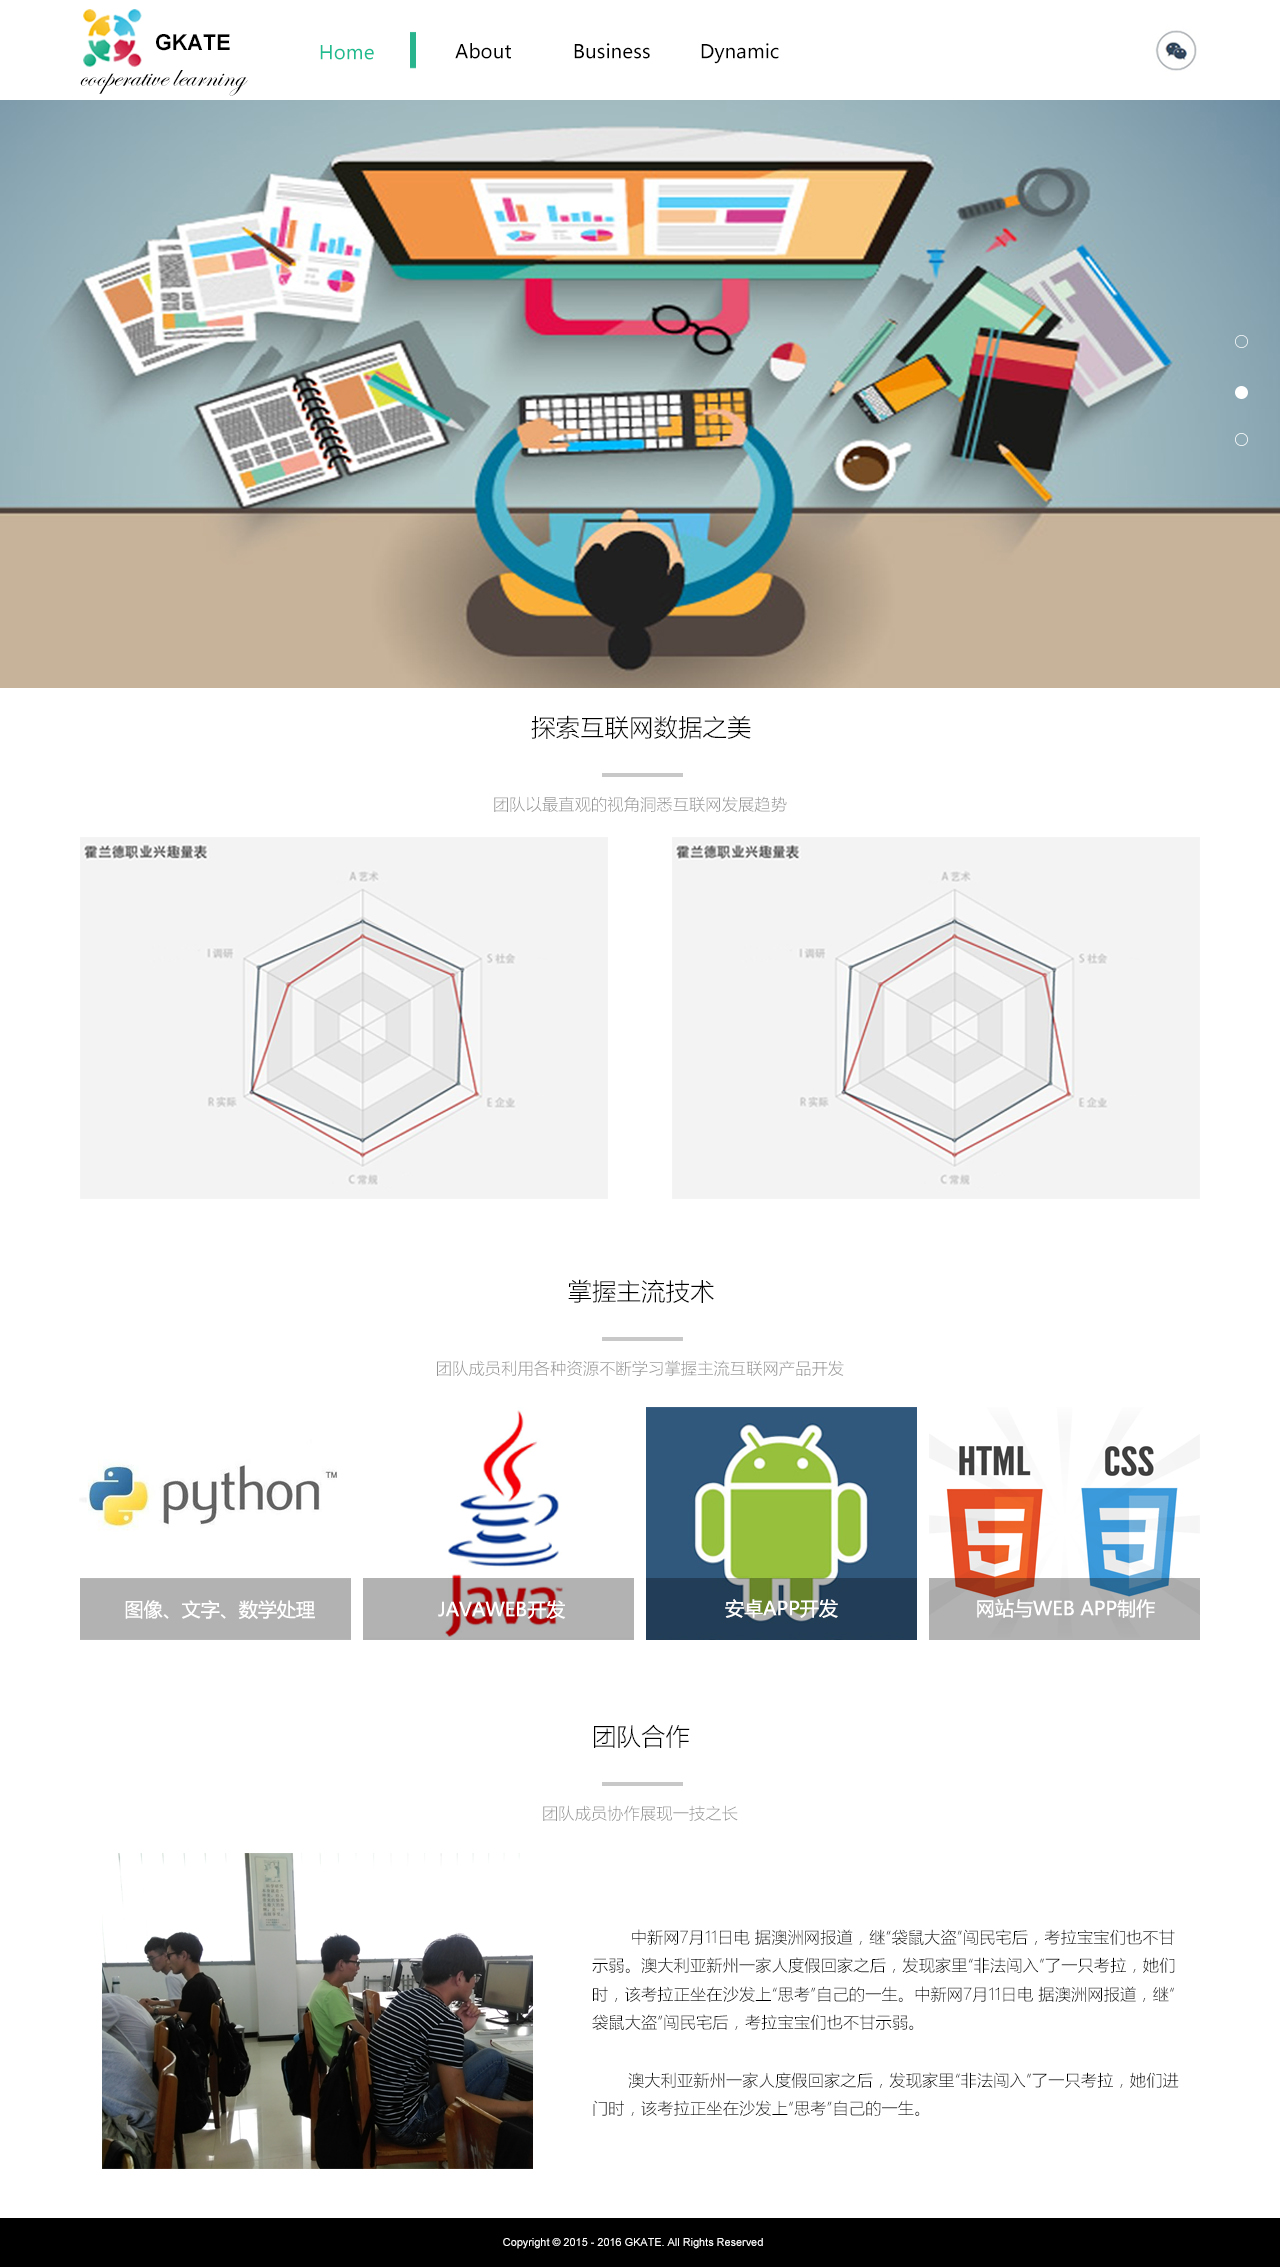 GKATE
cooperative learning
Home
About
Business
Dynamic
探索互联网数据之美
团队以最直观的视角洞悉互联网发展趋势
霍兰德职业兴趣量表
A 艺术
I 调研
S 社会
R 实际
E 企业
C 常规
霍兰德职业兴趣量表
A 艺术
I 调研
S 社会
R 实际
E 企业
C 常规
掌握主流技术
团队成员利用各种资源不断学习掌握主流互联网产品开发
python™
图像、文字、数学处理
Java™
JAVAWEB开发
安卓APP开发
HTML
CSS
5
3
网站与WEB APP制作
团队合作
团队成员协作展现一技之长
中新网7月11日电 据澳洲网报道，继“袋鼠大盗”闯民宅后，考拉宝宝们也不甘
示弱。澳大利亚新州一家人度假回家之后，发现家里“非法闯入”了一只考拉，她们
时，该考拉正坐在沙发上“思考”自己的一生。中新网7月11日电 据澳洲网报道，继“
袋鼠大盗”闯民宅后，考拉宝宝们也不甘示弱。
澳大利亚新州一家人度假回家之后，发现家里“非法闯入”了一只考拉，她们进
门时，该考拉正坐在沙发上“思考”自己的一生。
Copyright © 2015 - 2016 GKATE. All Rights Reserved